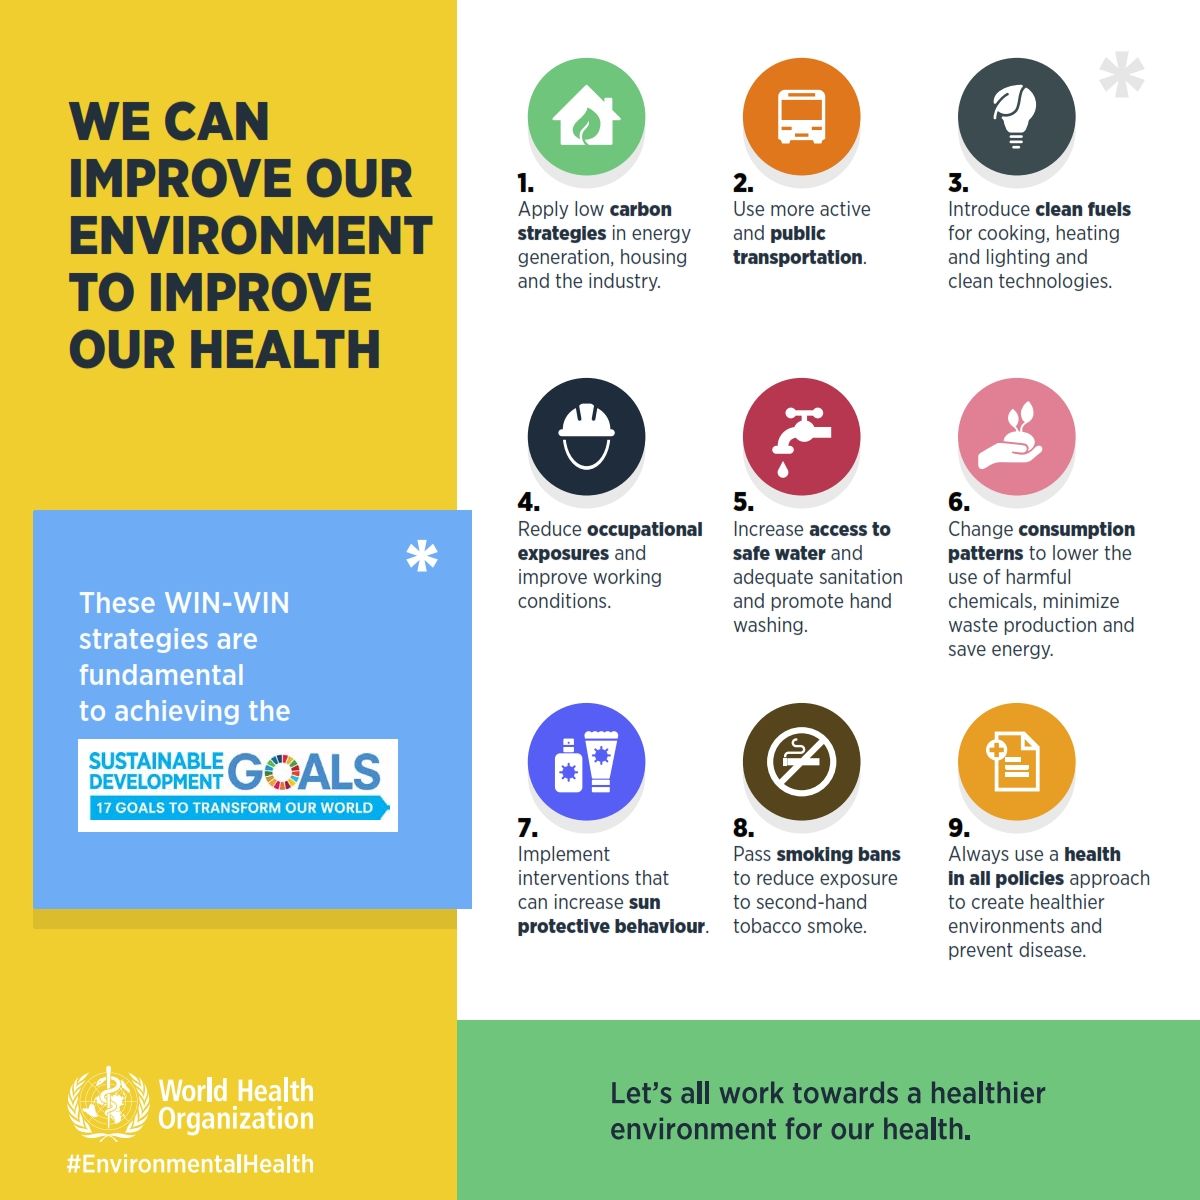 WE CAN
IMPROVE OUR
ENVIRONMENT
TO IMPROVE
OUR HEALTH
*
These WIN-WIN
strategies are
fundamental
to achieving the
SUSTAINABLE
DEVELOPMENT
GOALS
17 GOALS TO TRANSFORM OUR WORLD
World Health
Organization
#EnvironmentalHealth
*
1.
Apply low carbon
strategies in energy
generation, housing
and the industry.
2.
Use more active
and public
transportation.
3.
Introduce clean fuels
for cooking, heating
and lighting and
clean technologies.
4.
Reduce occupational
exposures and
improve working
conditions.
5.
Increase access to
safe water and
adequate sanitation
and promote hand
washing.
6.
Change consumption
patterns to lower the
use of harmful
chemicals, minimize
waste production and
save energy.
7.
Implement
interventions that
can increase sun
protective behaviour.
8.
Pass smoking bans
to reduce exposure
to second-hand
tobacco smoke.
9.
Always use a health
in all policies approach
to create healthier
environments and
prevent disease.
Let's all work towards a healthier
environment for our health.